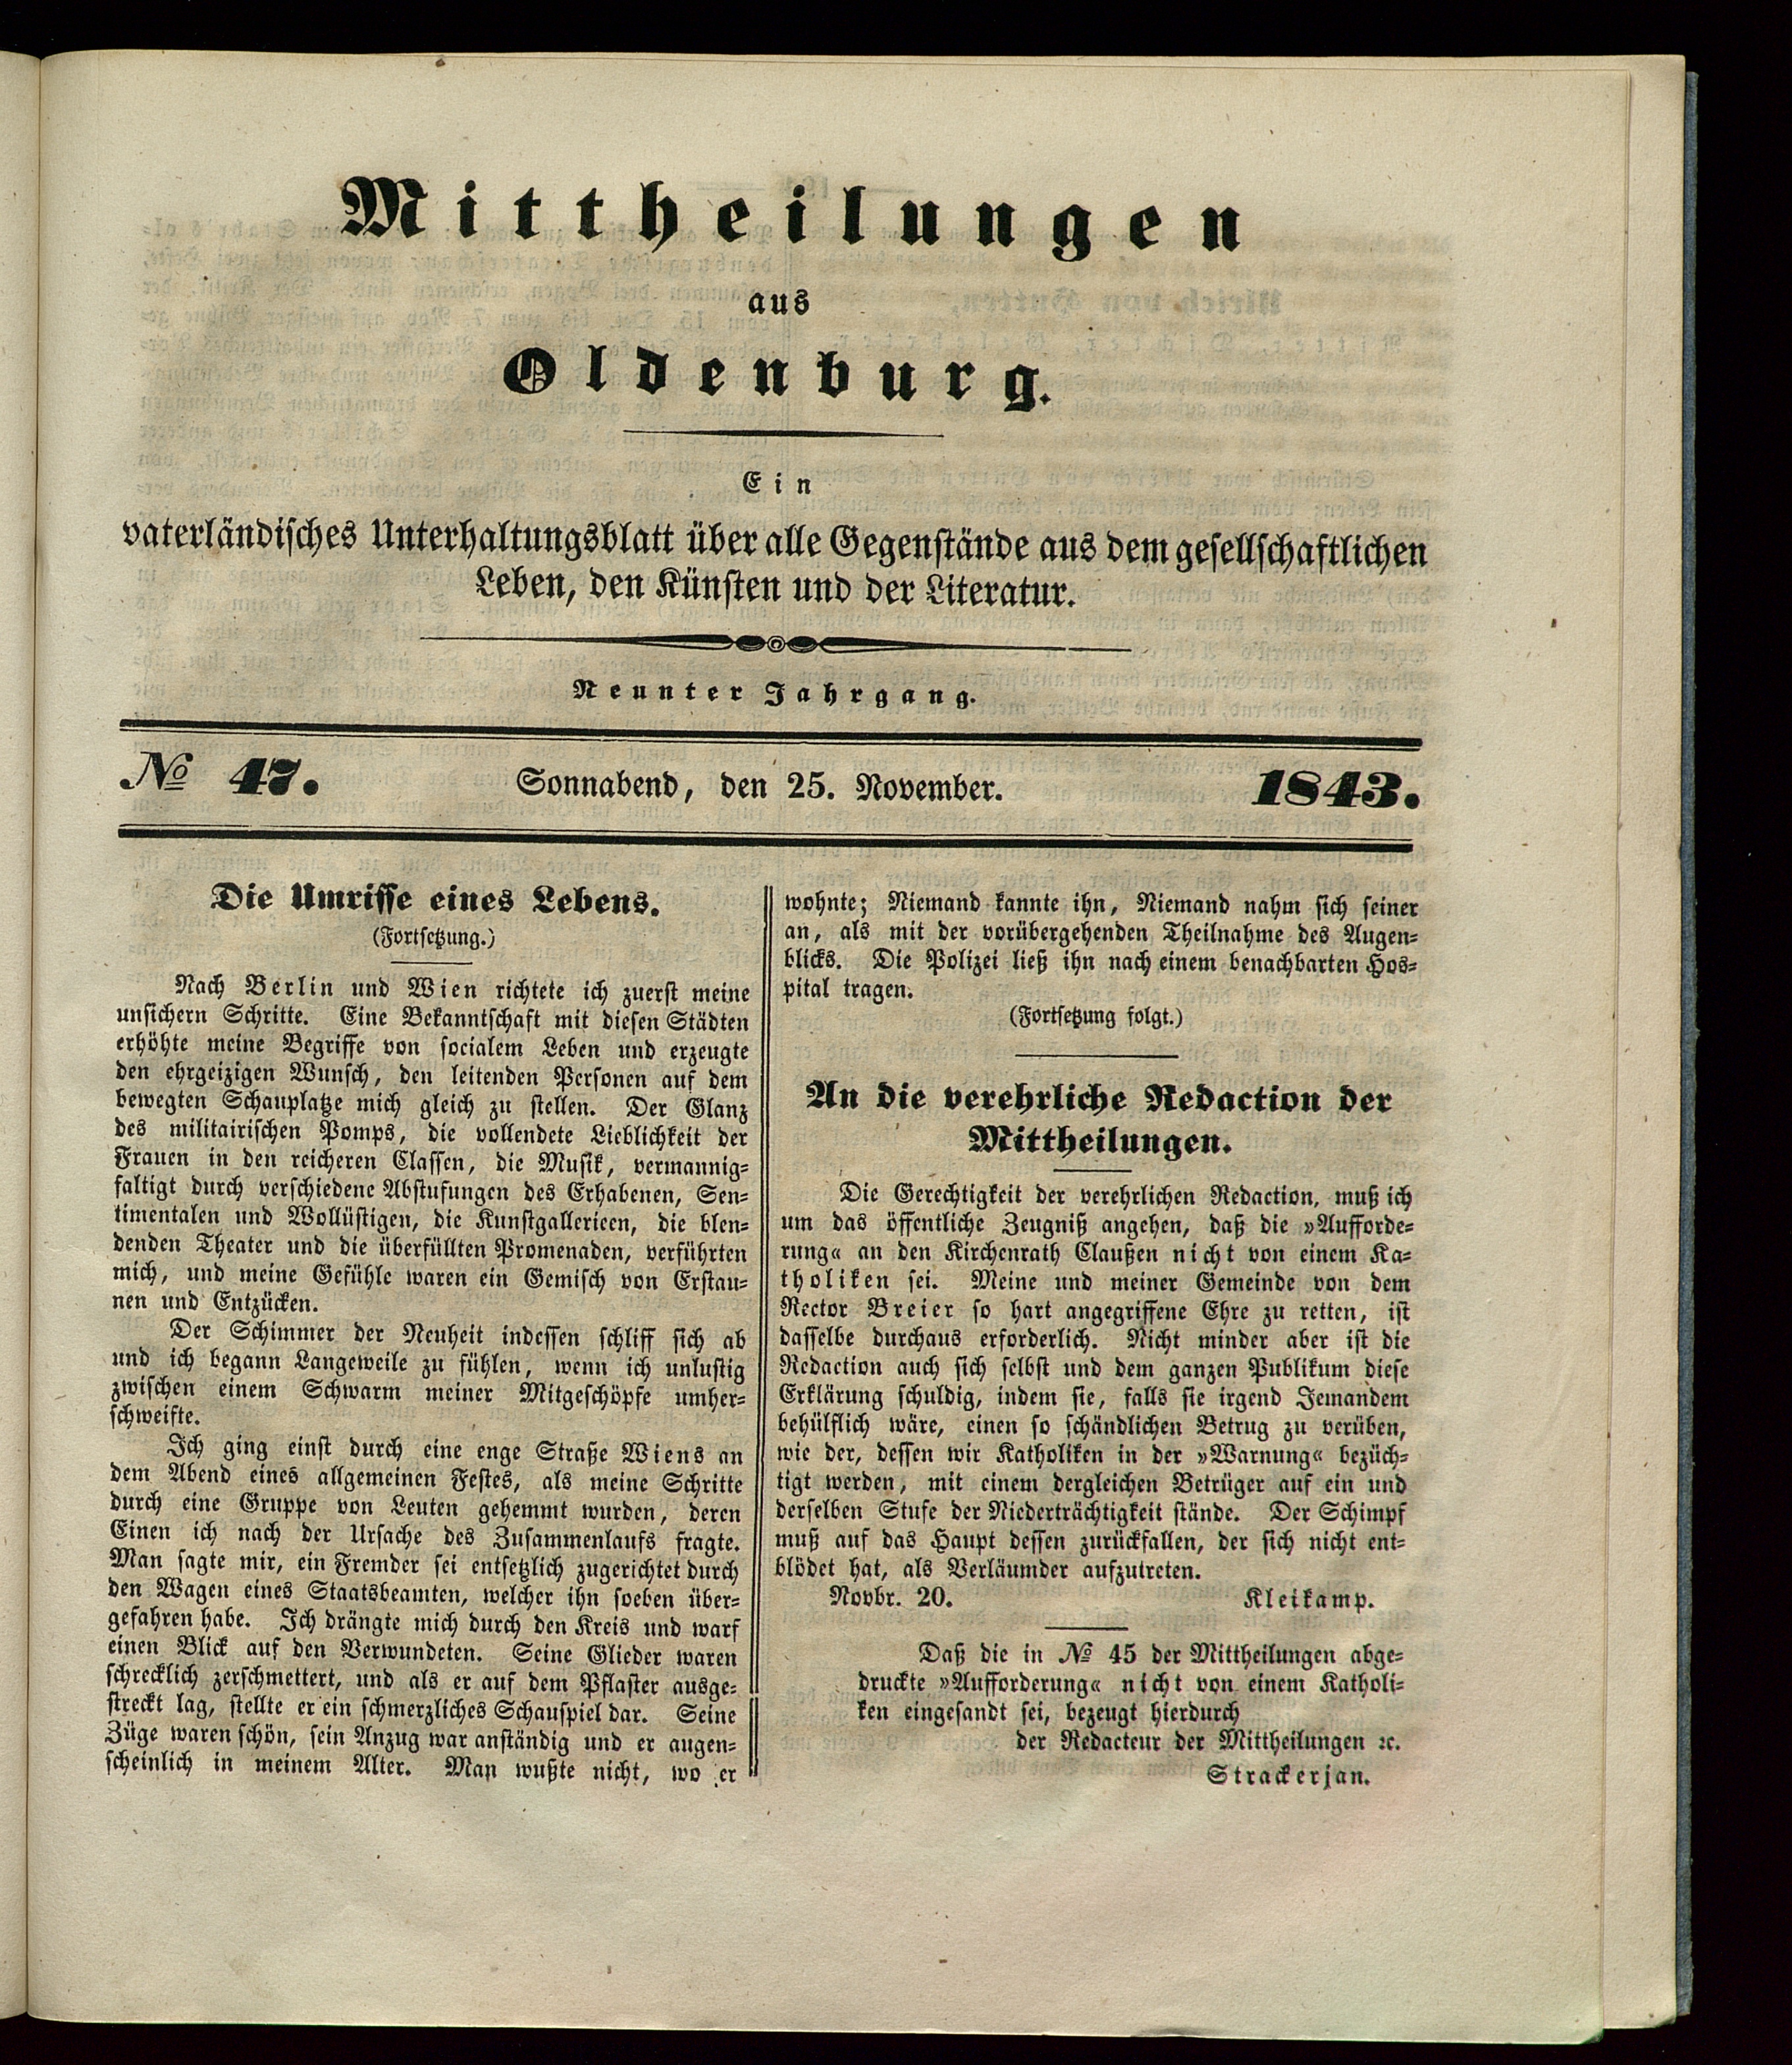 Mittheilungen
aus
Oldenburg.
Ein
vaterländisches Unterhaltungsblatt über alle Gegenstände aus dem gesellschaftlichen
Leben, den Künsten und der Literatur.
Neunter Jahrgang.
№ 47. Sonnabend, den 25. November. 1843.
Die Umrisse eines Lebens.
(Fortsetzung.)
Nach Berlin und Wien richtete ich zuerst meine
unsichern Schritte. Eine Bekanntschaft mit diesen Städten
erhöhte meine Begriffe von socialem Leben und erzeugte
den ehrgeizigen Wunsch, den leitenden Personen auf dem
bewegten Schauplatze mich gleich zu stellen. Der Glanz
des militairischen Pomps, die vollendete Lieblichkeit der
Frauen in den reicheren Classen, die Musik, vermannig-
faltigt durch verschiedene Abstufungen des Erhabenen, Sen-
timentalen und Wollüstigen, die Kunstgallerieen, die blen-
denden Theater und die überfüllten Promenaden, verführten
mich, und meine Gefühle waren ein Gemisch von Erstau-
nen und Entzücken.
Der Schimmer der Neuheit indessen schliff sich ab
und ich begann Langeweile zu fühlen, wenn ich unlustig
zwischen einem Schwarm meiner Mitgeschöpfe umher-
schweifte.
Ich ging einst durch eine enge Straße Wiens an
dem Abend eines allgemeinen Festes, als meine Schritte
durch eine Gruppe von Leuten gehemmt wurden, deren
Einen ich nach der Ursache des Zusammenlaufs fragte.
Man sagte mir, ein Fremder sei entsetzlich zugerichtet durch
den Wagen eines Staatsbeamten, welcher ihn soeben über-
gefahren habe. Ich drängte mich durch den Kreis und warf
einen Blick auf den Verwundeten. Seine Glieder waren
schrecklich zerschmettert, und als er auf dem Pflaster ausge-
streckt lag, stellte er ein schmerzliches Schauspiel dar. Seine
Züge waren schön, sein Anzug war anständig und er augen-
scheinlich in meinem Alter. Man wußte nicht, wo er
wohnte; Niemand kannte ihn, Niemand nahm sich seiner
an, als mit der vorübergehenden Theilnahme des Augen-
blicks. Die Polizei ließ ihn nach einem benachbarten Hos-
pital tragen.
(Fortsetzung folgt.)
An die verehrliche Redaction der
Mittheilungen.
Die Gerechtigkeit der verehrlichen Redaction, muß ich
um das öffentliche Zeugniß angehen, daß die »Aufforde-
rung« an den Kirchenrath Claußen nicht von einem Ka-
tholiken sei. Meine und meiner Gemeinde von dem
Rector Breier so hart angegriffene Ehre zu retten, ist
dasselbe durchaus erforderlich. Nicht minder aber ist die
Redaction auch sich selbst und dem ganzen Publikum diese
Erklärung schuldig, indem sie, falls sie irgend Jemandem
behülflich wäre, einen so schändlichen Betrug zu verüben,
wie der, dessen wir Katholiken in der »Warnung« bezüch-
tigt werden, mit einem dergleichen Betrüger auf ein und
derselben Stufe der Niederträchtigkeit stände. Der Schimpf
muß auf das Haupt dessen zurückfallen, der sich nicht ent-
blödet hat, als Verläumder aufzutreten.
Novbr. 20. Kleikamp.
Daß die in № 45 der Mittheilungen abge-
druckte »Aufforderung« nicht von einem Katholi-
ken eingesandt sei, bezeugt hierdurch
der Redacteur der Mittheilungen ꝛc.
Strackerjan.